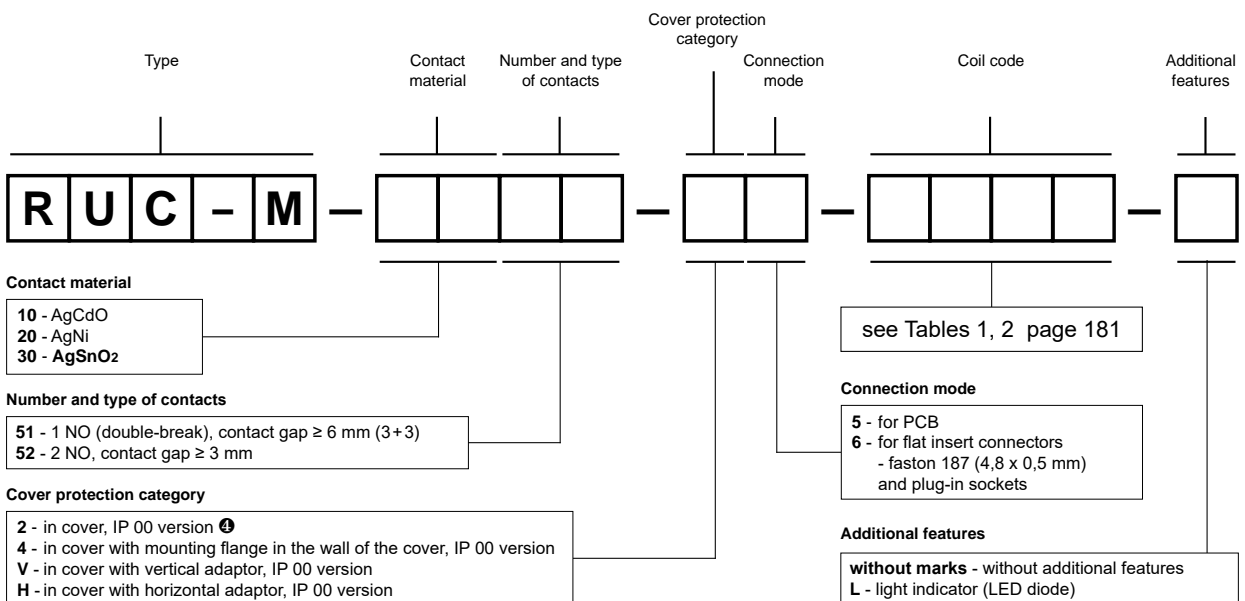 Cover protection
category
Type
Contact
material
Number and type
of contacts
Connection
mode
Coil code
Additional
features
R U C – M – – – –
Contact material
10 - AgCdO
20 - AgNi
30 - AgSnO2
see Tables 1, 2 page 181
Number and type of contacts
51 - 1 NO (double-break), contact gap ≥ 6 mm (3+3)
52 - 2 NO, contact gap ≥ 3 mm
Connection mode
5 - for PCB
6 - for flat insert connectors
- faston 187 (4,8 x 0,5 mm)
and plug-in sockets
Cover protection category
2 - in cover, IP 00 version ❹
4 - in cover with mounting flange in the wall of the cover, IP 00 version
V - in cover with vertical adaptor, IP 00 version
H - in cover with horizontal adaptor, IP 00 version
Additional features
without marks - without additional features
L - light indicator (LED diode)